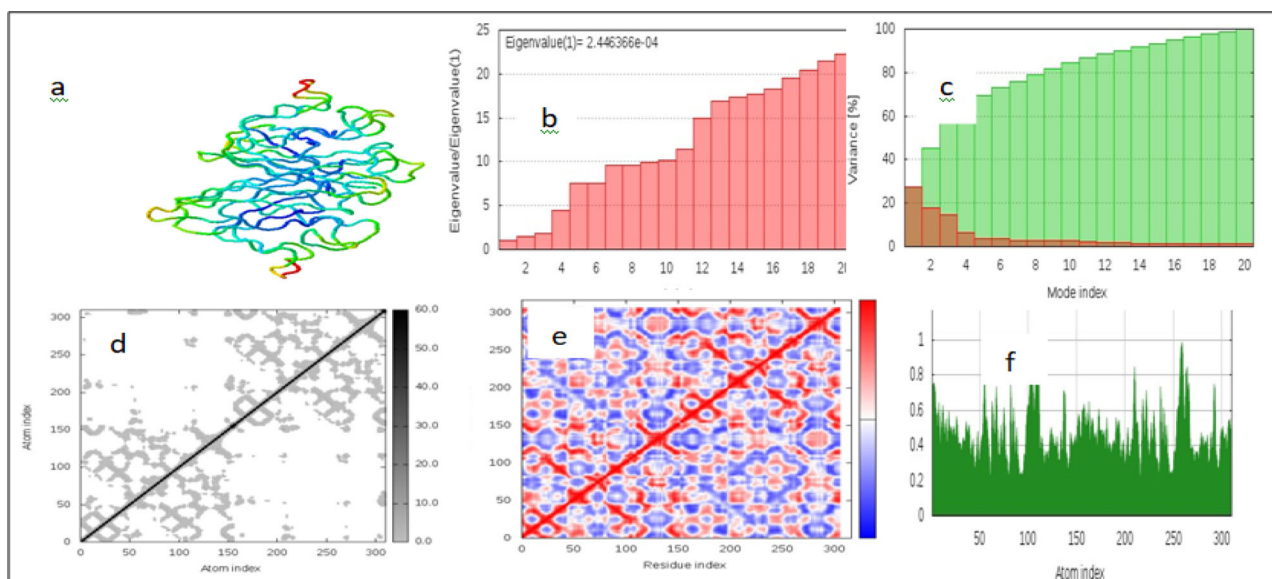 a
b
Eigenvalue(1)= 2.446366e-04
Eigenvalue/Eigenvalue(1)
25
20
15
10
5
0
2 4 6 8 10 12 14 16 18 20
c
Variance [%]
100
80
60
40
20
0
2 4 6 8 10 12 14 16 18 20
Mode index
d
Atom index
300
250
200
150
100
50
0
0 50 100 150 200 250 300
Atom index
60.0
50.0
40.0
30.0
20.0
10.0
0.0
e
300
250
200
150
100
50
0
0 50 100 150 200 250 300
Residue index
f
1
0.8
0.6
0.4
0.2
0
50 100 150 200 250 300
Atom index